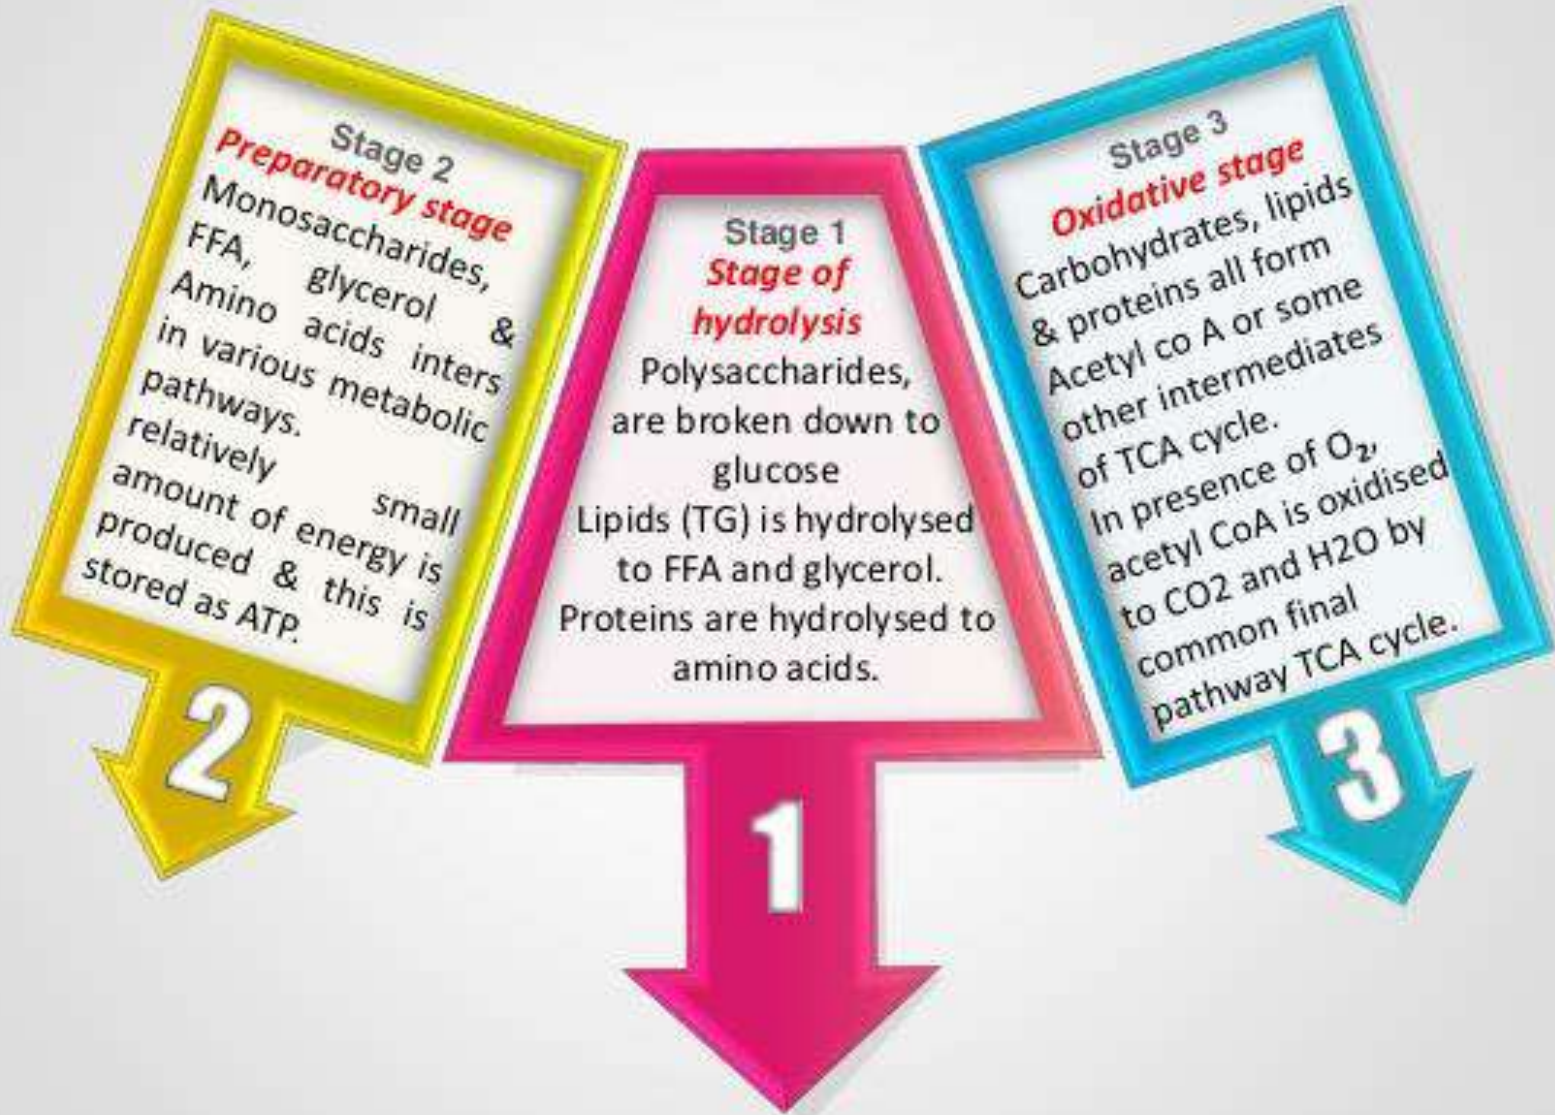 Stage 2
Preparatory stage
Monosaccharides,
FFA, glycerol &
Amino acids inters
in various metabolic
pathways.
relatively small
amount of energy is
produced & this is
stored as ATP.
2
Stage 1
Stage of
hydrolysis
Polysaccharides,
are broken down to
glucose
Lipids (TG) is hydrolysed
to FFA and glycerol.
Proteins are hydrolysed to
amino acids.
1
Stage 3
Oxidative stage
Carbohydrates, lipids
& proteins all form
Acetyl co A or some
other intermediates
of TCA cycle.
In presence of O₂,
acetyl CoA is oxidised
to CO2 and H2O by
common final
pathway TCA cycle.
3